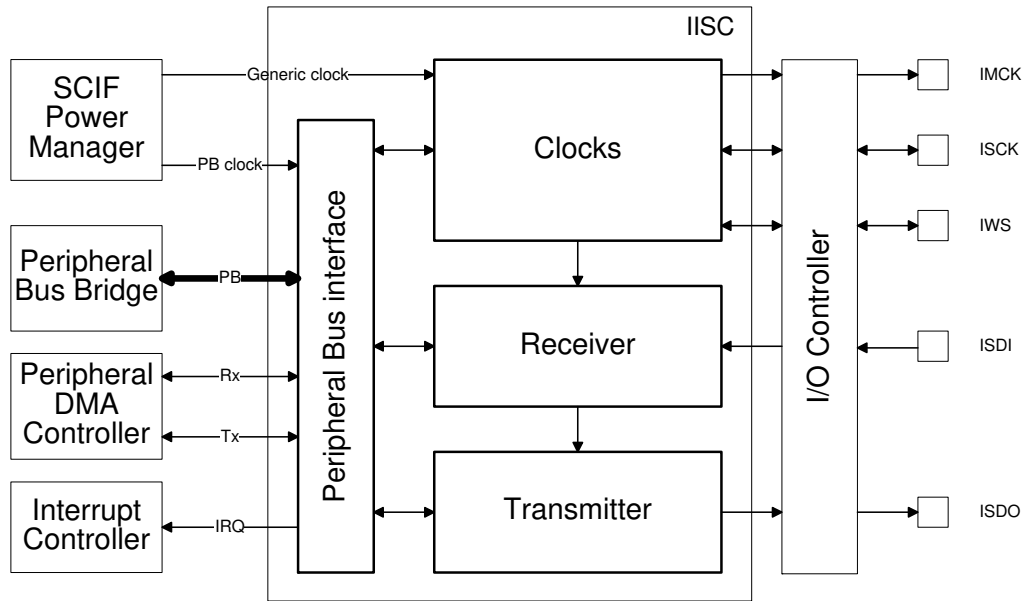 IISC
SCIF
Power
Manager
Generic clock
PB clock
Clocks
IMCK
ISCK
IWS
Peripheral
Bus Bridge
PB
Peripheral Bus interface
I/O Controller
Receiver
ISDI
Peripheral
DMA
Controller
Rx
Tx
Interrupt
Controller
IRQ
Transmitter
ISDO